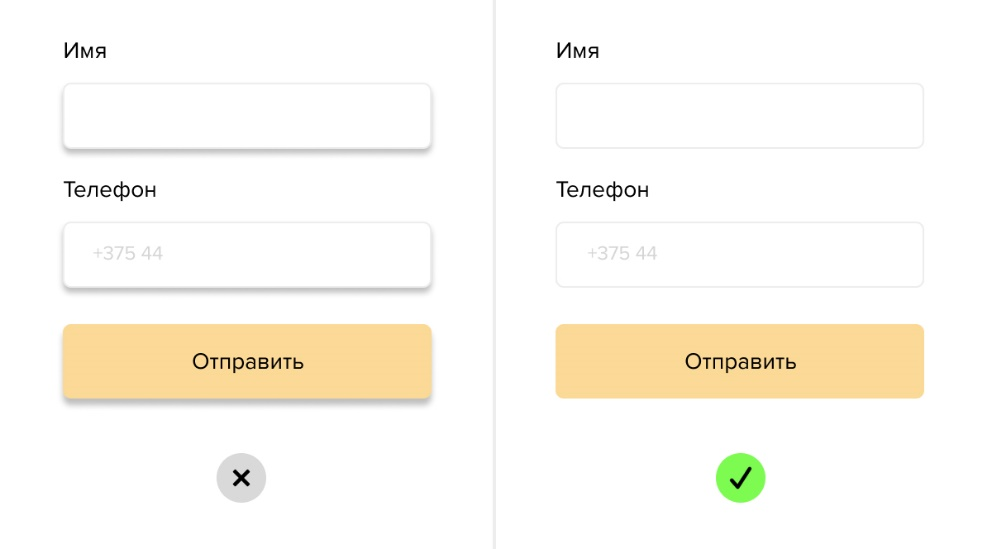 Имя
Телефон
+375 44
Отправить
Имя
Телефон
+375 44
Отправить